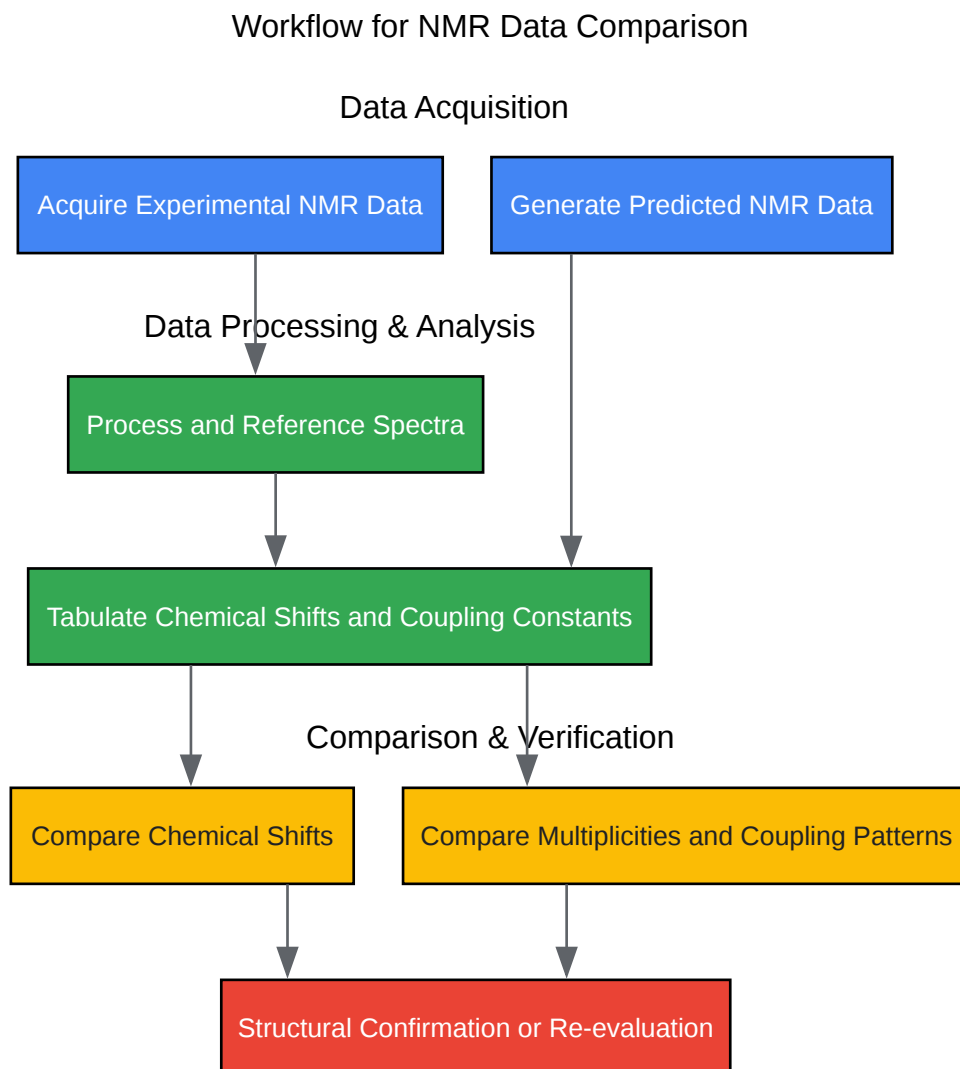 Workflow for NMR Data Comparison
Data Acquisition
Acquire Experimental NMR Data
Generate Predicted NMR Data
Data Processing & Analysis
Process and Reference Spectra
Tabulate Chemical Shifts and Coupling Constants
Comparison & Verification
Compare Chemical Shifts
Compare Multiplicities and Coupling Patterns
Structural Confirmation or Re-evaluation